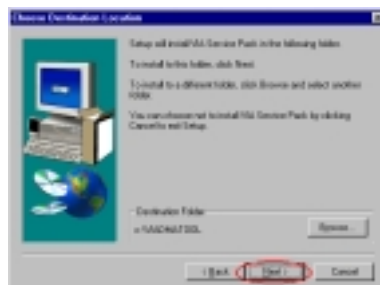 Choose Destination Location
Setup will install VIA Service Pack in the following folder.
To install to this folder, click Next.
To install to a different folder, click Browse and select another
folder.
You can choose not to install VIA Service Pack by clicking
Cancel to exit Setup.
Destination Folder
Browse...
< Back
Next >
Cancel